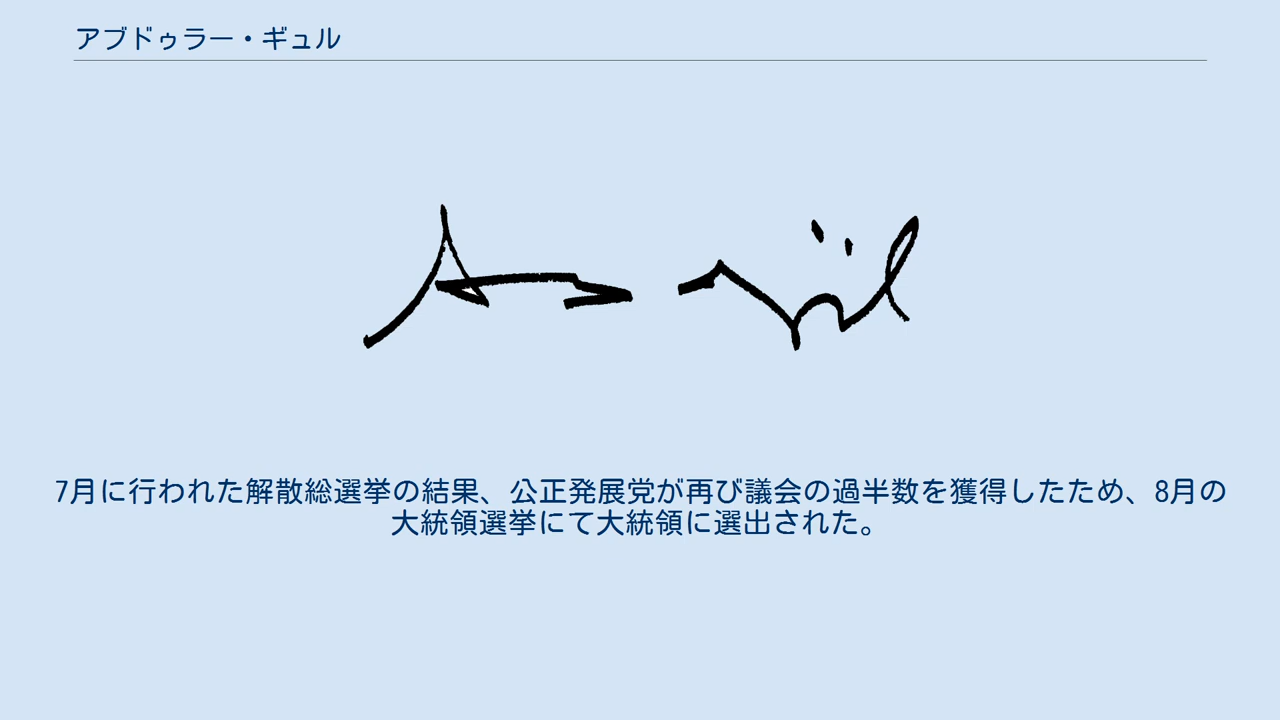 アブドゥラー・ギュル
7月に行われた解散総選挙の結果、公正発展党が再び議会の過半数を獲得したため、8月の
大統領選挙にて大統領に選出された。